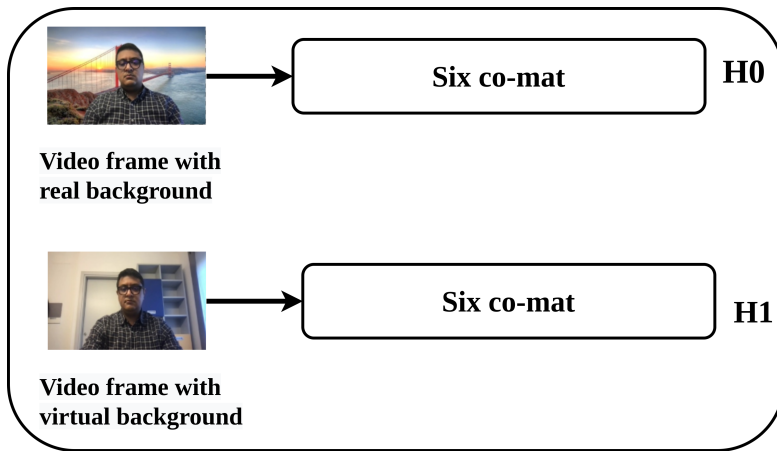 Six co-mat
H0
Video frame with
real background
Six co-mat
H1
Video frame with
virtual background